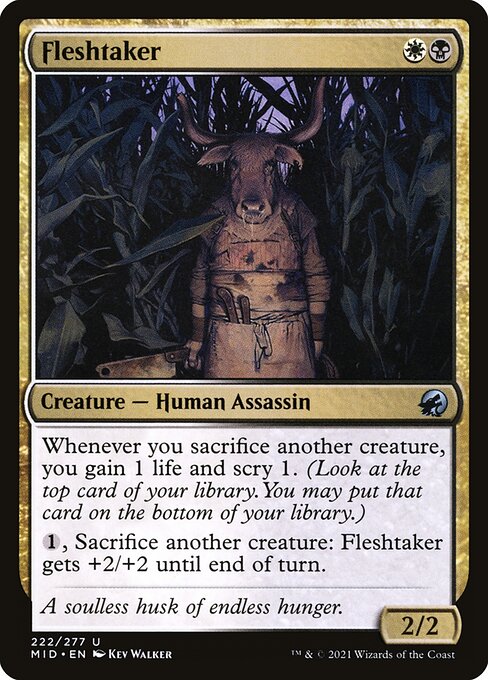 Fleshtaker
Creature — Human Assassin
Whenever you sacrifice another creature,
you gain 1 life and scry 1. (Look at the
top card of your library. You may put that
card on the bottom of your library.)
1, Sacrifice another creature: Fleshtaker
gets +2/+2 until end of turn.
A soulless husk of endless hunger.
2/2
222/277 U
MID • EN Kev Walker
™ & © 2021 Wizards of the Coast